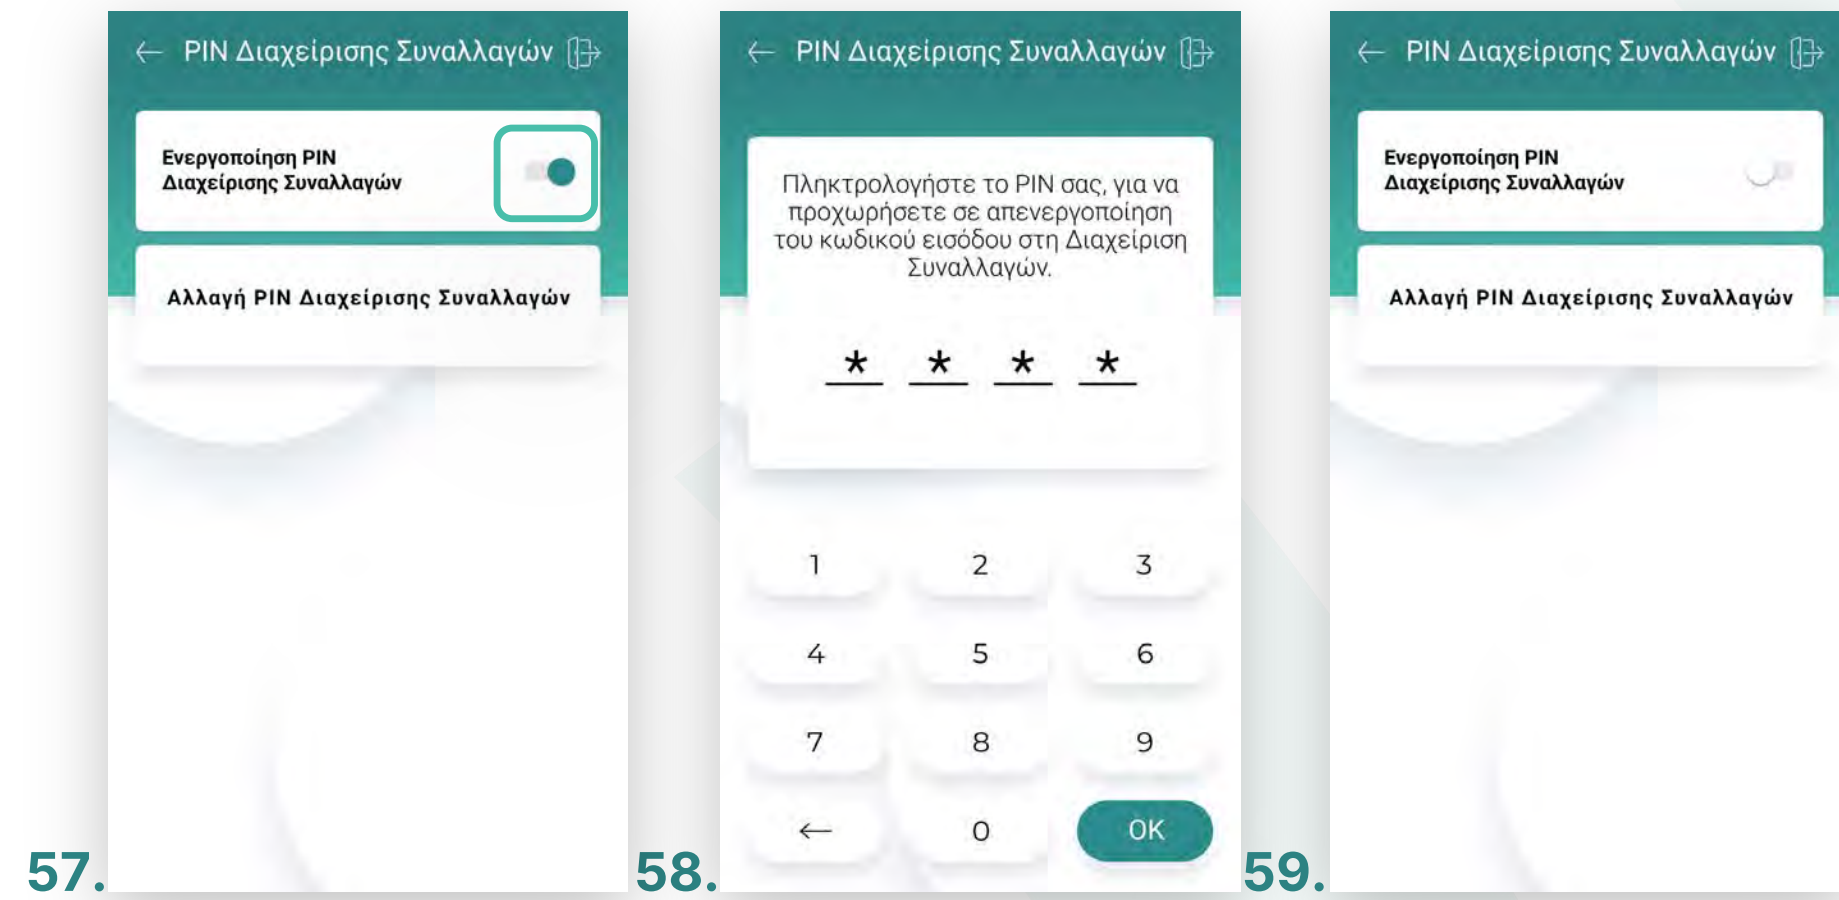 PIN Διαχείρισης Συναλλαγών
Ενεργοποίηση PIN
Διαχείρισης Συναλλαγών
Αλλαγή PIN Διαχείρισης Συναλλαγών
57.
PIN Διαχείρισης Συναλλαγών
Πληκτρολογήστε το PIN σας, για να
προχωρήσετε σε απενεργοποίηση
του κωδικού εισόδου στη Διαχείριση
Συναλλαγών.
* * * *
1 2 3
4 5 6
7 8 9
← 0 OK
58.
PIN Διαχείρισης Συναλλαγών
Ενεργοποίηση PIN
Διαχείρισης Συναλλαγών
Αλλαγή PIN Διαχείρισης Συναλλαγών
59.